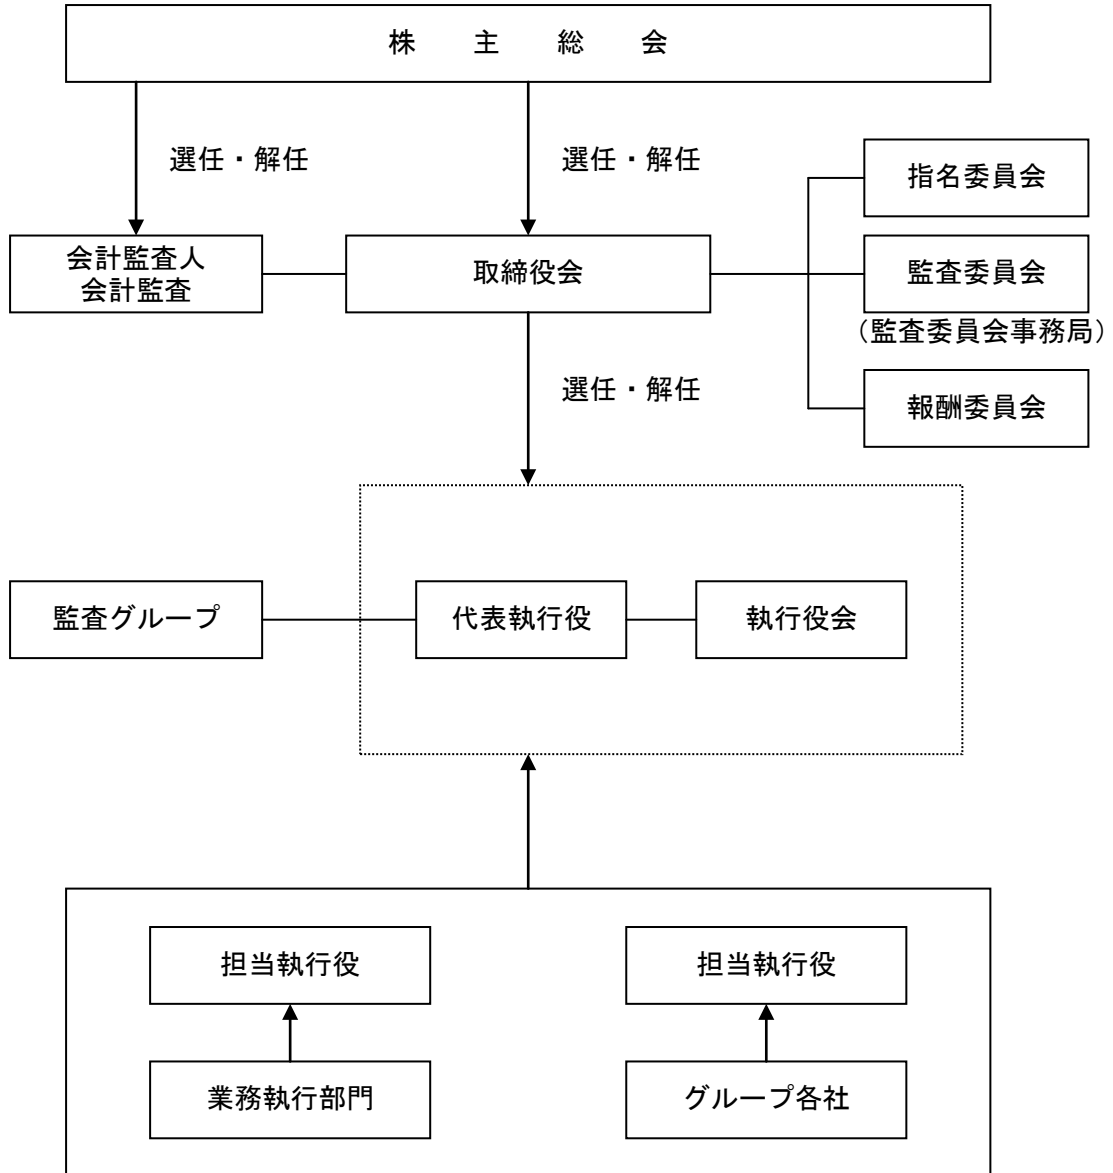 株　主　総　会
選任・解任
選任・解任
指名委員会
会計監査人
会計監査
取締役会
監査委員会
（監査委員会事務局）
選任・解任
報酬委員会
監査グループ
代表執行役
執行役会
担当執行役
担当執行役
業務執行部門
グループ各社